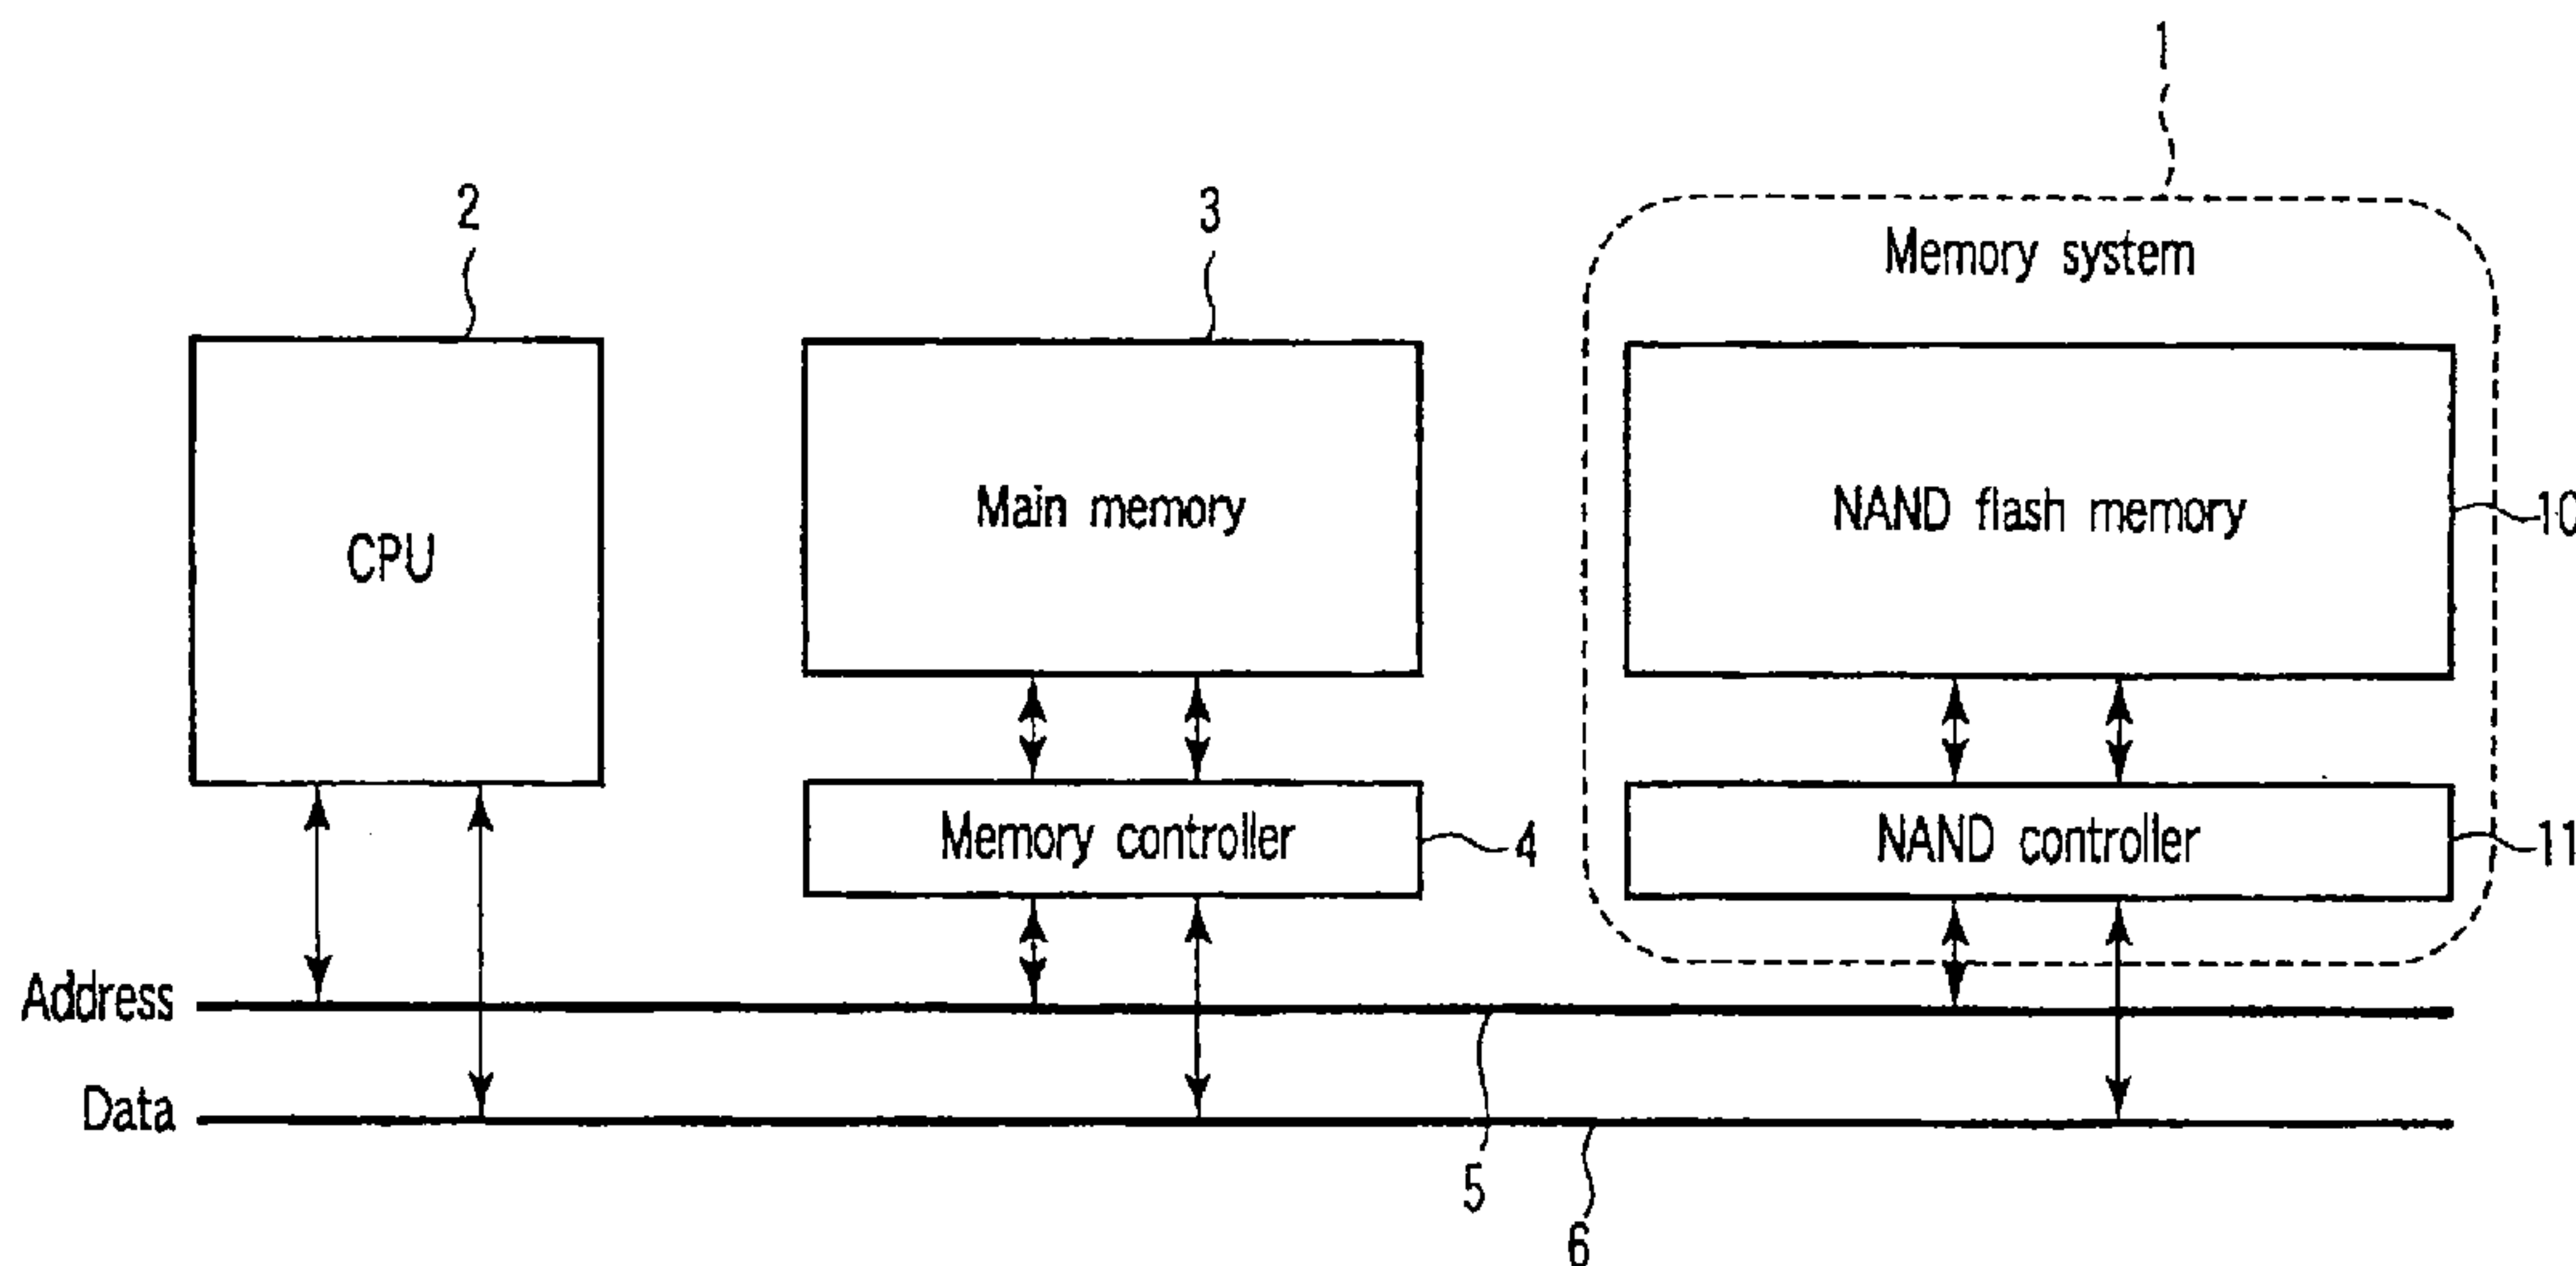 1
2
3
Memory system
CPU
Main memory
NAND flash memory
10
Memory controller
4
NAND controller
11
Address
Data
5
6